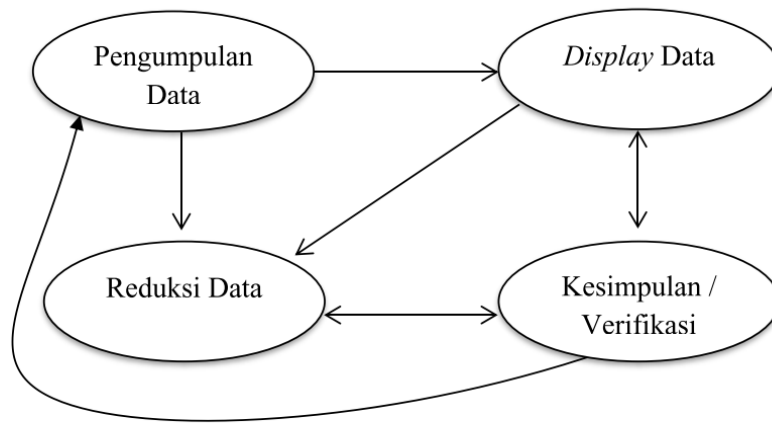 Pengumpulan
Data
Display Data
Reduksi Data
Kesimpulan /
Verifikasi